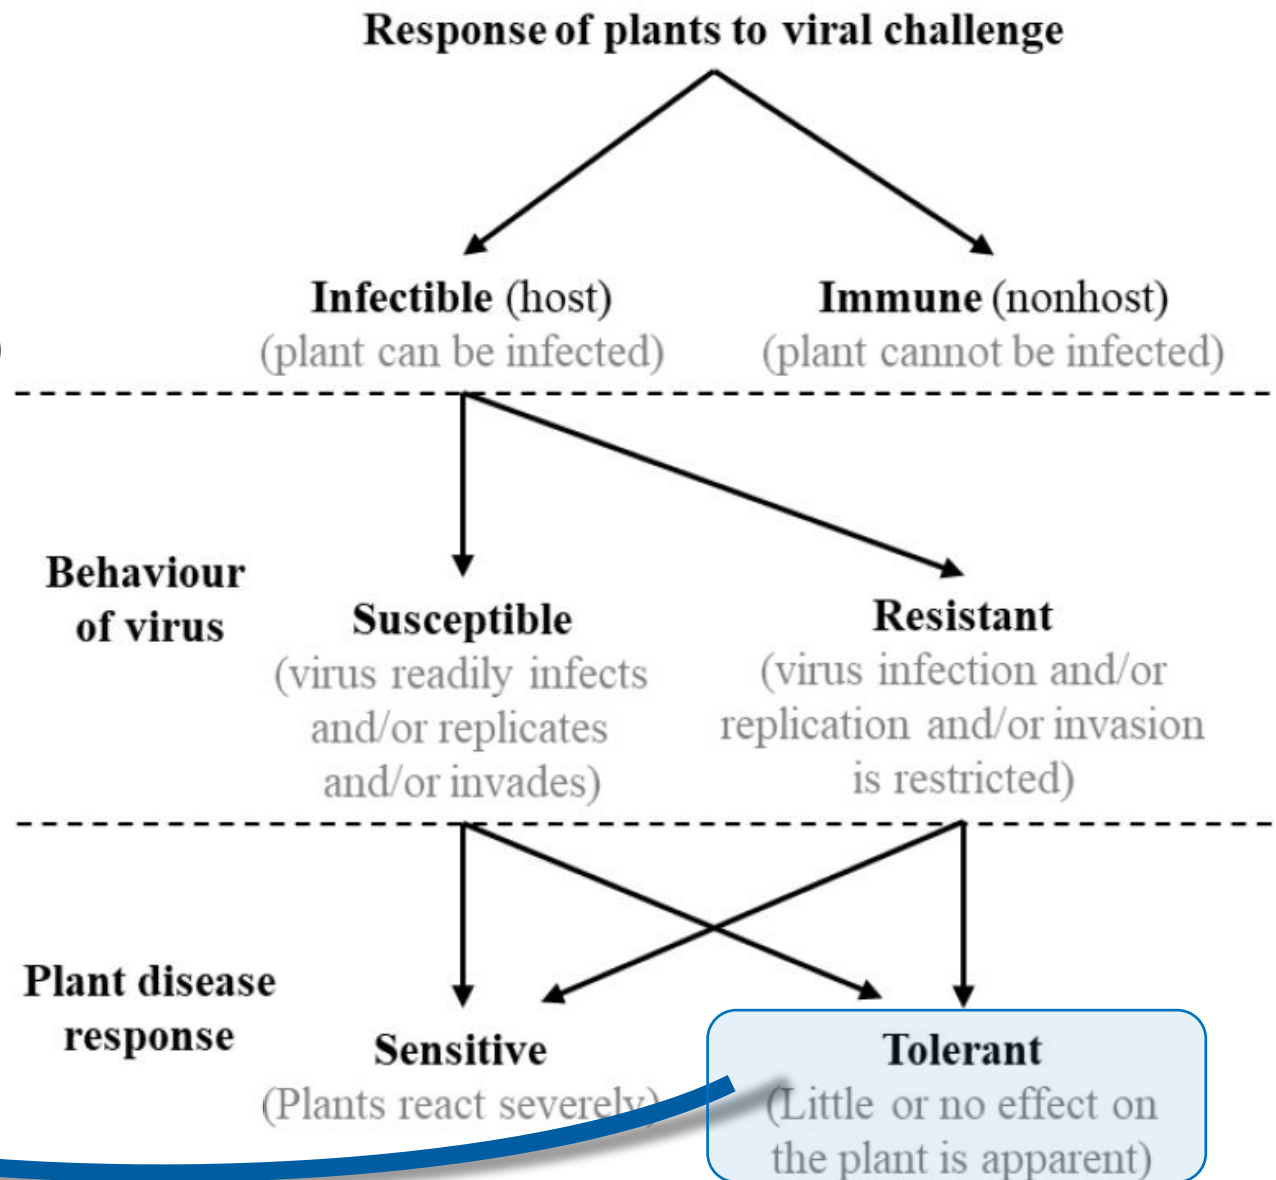 Response of plants to viral challenge
Infectible (host)
(plant can be infected)
Immune (nonhost)
(plant cannot be infected)
)
Behaviour
of virus
Susceptible
(virus readily infects
and/or replicates
and/or invades)
Resistant
(virus infection and/or
replication and/or invasion
is restricted)
Plant disease
response
Sensitive
(Plants react severely)
Tolerant
(Little or no effect on
the plant is apparent)